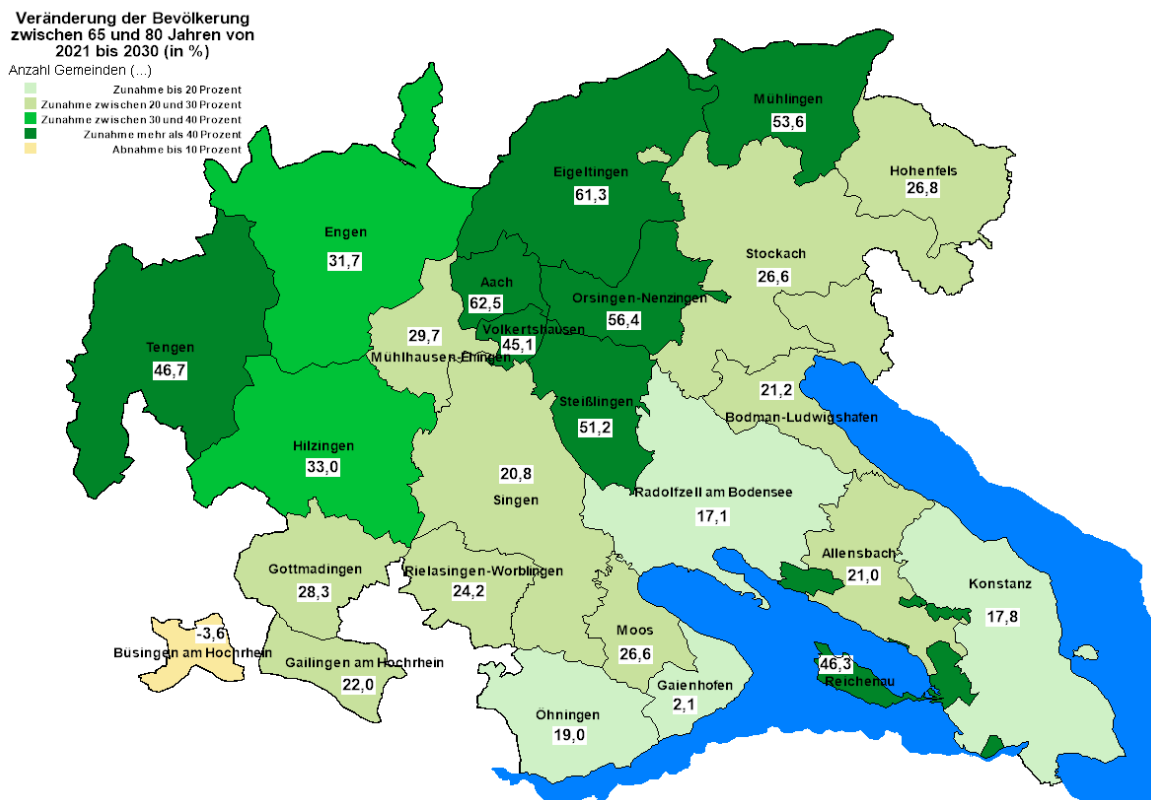 Veränderung der Bevölkerung
zwischen 65 und 80 Jahren von
2021 bis 2030 (in %)
Anzahl Gemeinden (...)
Zunahme bis 20 Prozent
Zunahme zwischen 20 und 30 Prozent
Zunahme zwischen 30 und 40 Prozent
Zunahme mehr als 40 Prozent
Abnahme bis 10 Prozent
Mühlingen
53,6
Hohenfels
26,8
Eigeltingen
61,3
Engen
31,7
Stockach
26,6
Aach
62,5
Orsingen-Nenzingen
56,4
Volkertshausen
45,1
29,7
Mühlhausen-Ehingen
Tengen
46,7
21,2
Bodman-Ludwigshafen
Steißlingen
51,2
Hilzingen
33,0
20,8
Singen
Radolfzell am Bodensee
17,1
Allensbach
21,0
Konstanz
17,8
Gottmadingen
28,3
Rielasingen-Worblingen
24,2
-3,6
Büsingen am Hochrhein
Gailingen am Hochrhein
22,0
Moos
26,6
46,3
Reichenau
Gaienhofen
2,1
Öhningen
19,0